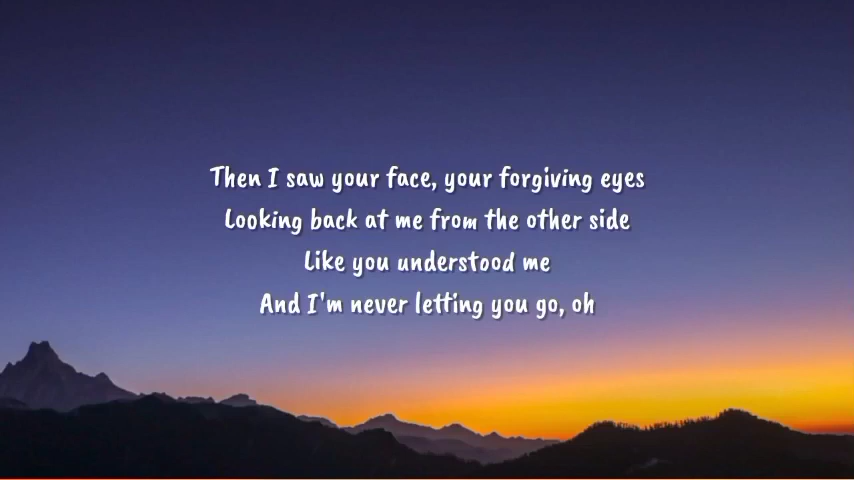 Then I saw your face, your forgiving eyes
Looking back at me from the other side
Like you understood me
And I'm never letting you go, oh